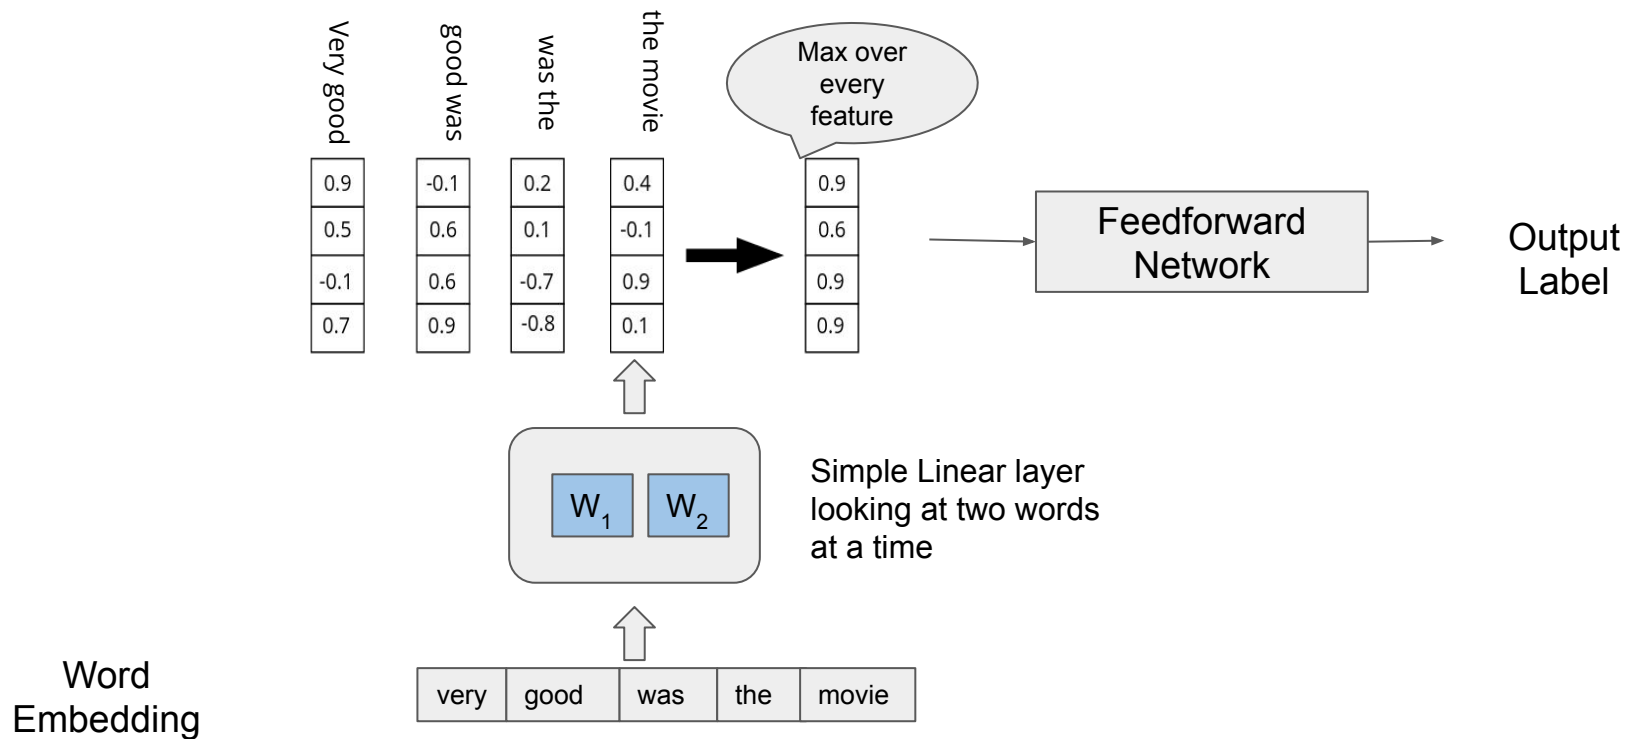 Very good
good was
was the
the movie
Max over
every
feature
0.9 -0.1 0.2 0.4 0.9
0.5 0.6 0.1 -0.1 0.6
-0.1 0.6 -0.7 0.9 0.9
0.7 0.9 -0.8 0.1 0.9
Feedforward
Network
Output
Label
W1 W2
Simple Linear layer
looking at two words
at a time
Word
Embedding
very good was the movie